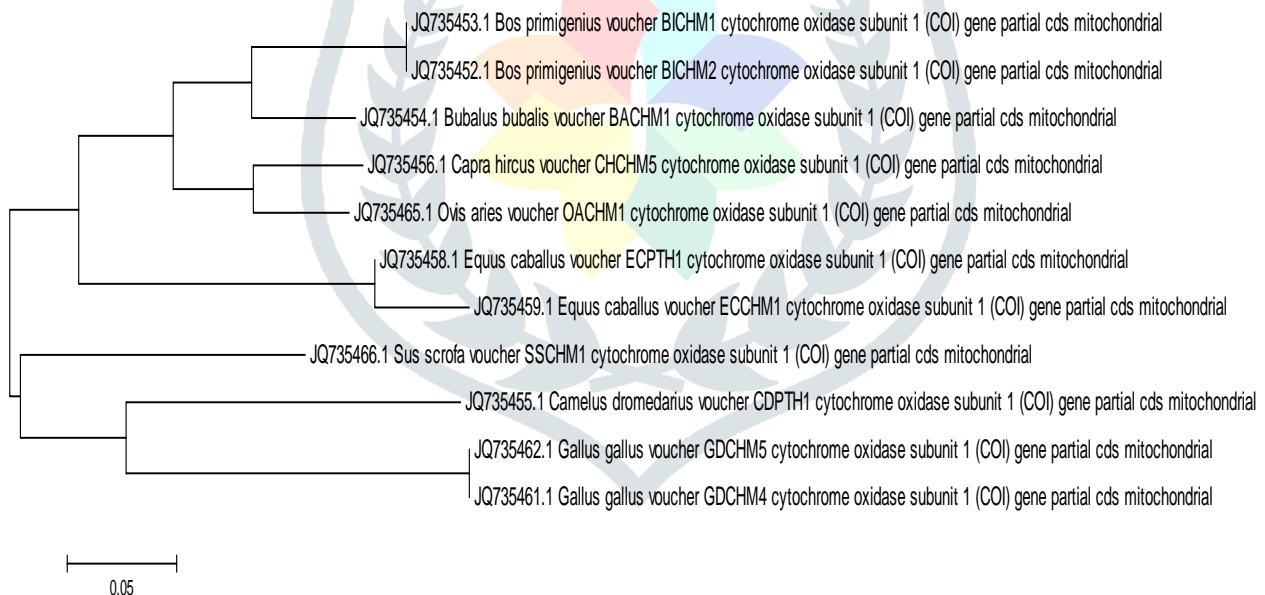 JQ735453.1 Bos primigenius voucher BICHM1 cytochrome oxidase subunit 1 (COI) gene partial cds mitochondrial
JQ735452.1 Bos primigenius voucher BICHM2 cytochrome oxidase subunit 1 (COI) gene partial cds mitochondrial
JQ735454.1 Bubalus bubalis voucher BACHM1 cytochrome oxidase subunit 1 (COI) gene partial cds mitochondrial
JQ735456.1 Capra hircus voucher CHCHM5 cytochrome oxidase subunit 1 (COI) gene partial cds mitochondrial
JQ735465.1 Ovis aries voucher OACHM1 cytochrome oxidase subunit 1 (COI) gene partial cds mitochondrial
JQ735458.1 Equus caballus voucher ECPTH1 cytochrome oxidase subunit 1 (COI) gene partial cds mitochondrial
JQ735459.1 Equus caballus voucher ECCHM1 cytochrome oxidase subunit 1 (COI) gene partial cds mitochondrial
JQ735466.1 Sus scrofa voucher SSCHM1 cytochrome oxidase subunit 1 (COI) gene partial cds mitochondrial
JQ735455.1 Camelus dromedarius voucher CDPTH1 cytochrome oxidase subunit 1 (COI) gene partial cds mitochondrial
JQ735462.1 Gallus gallus voucher GDCHM5 cytochrome oxidase subunit 1 (COI) gene partial cds mitochondrial
JQ735461.1 Gallus gallus voucher GDCHM4 cytochrome oxidase subunit 1 (COI) gene partial cds mitochondrial
0.05